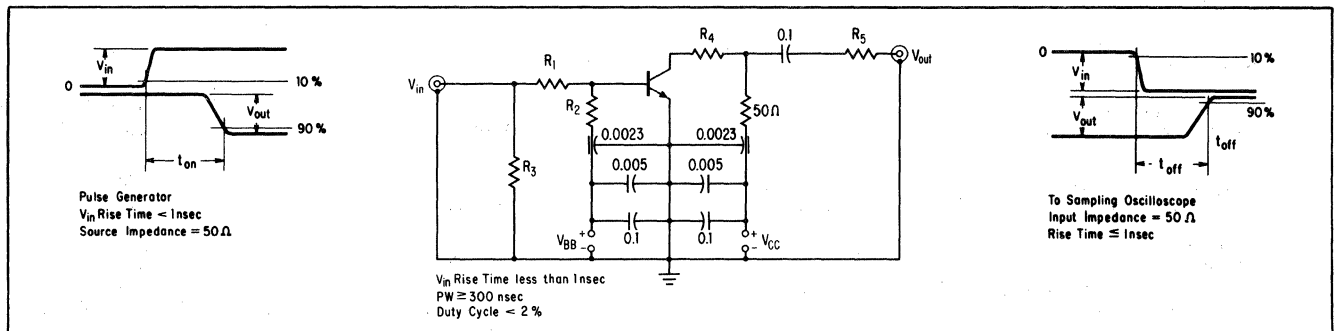 0
Vin
10%
Vout
90%
ton
Pulse Generator
Vin Rise Time < 1nsec
Source Impedance = 50Ω
Vin
R1
R2
R3
R4
0.1
R5
Vout
50Ω
0.0023
0.0023
0.005
0.005
0.1
0.1
VBB
+
-
+
-
VCC
Vin Rise Time less than 1nsec
PW ≥ 300 nsec
Duty Cycle < 2%
0
10%
Vin
Vout
90%
toff
- toff
To Sampling Oscilloscope
Input Impedance = 50 Ω
Rise Time ≤ 1nsec